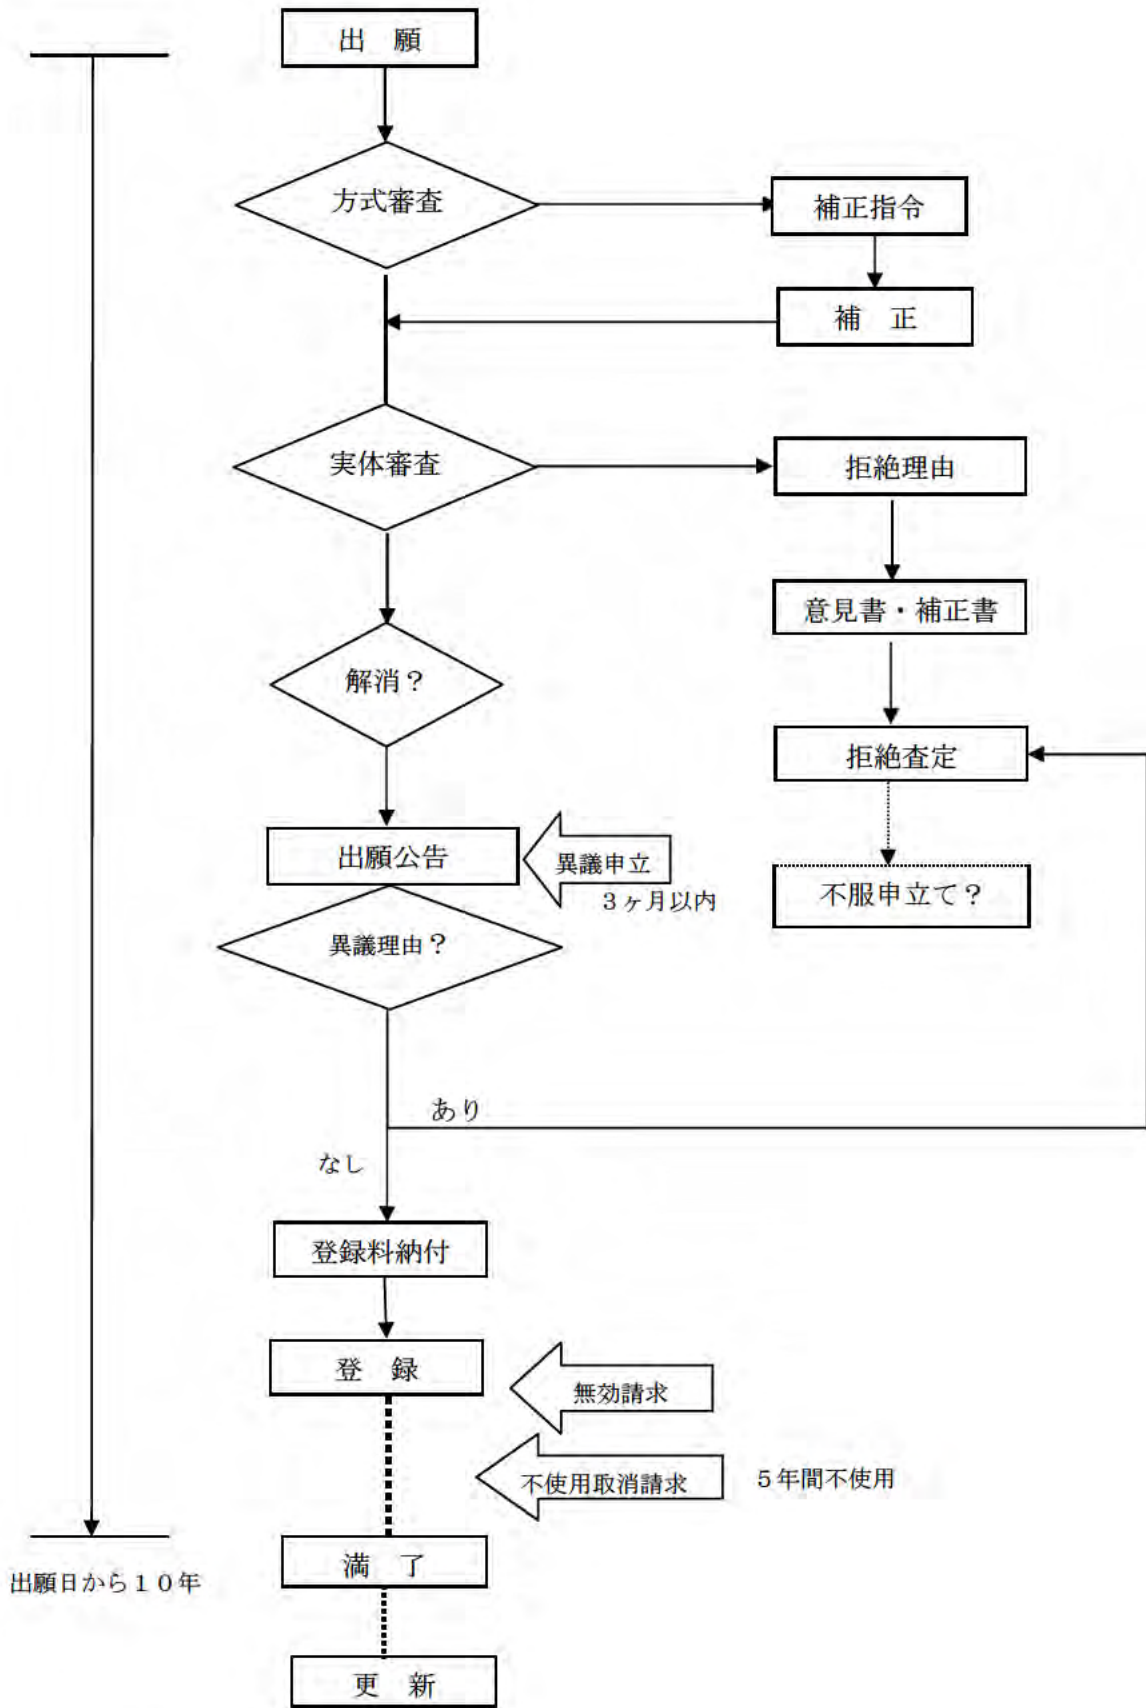 出　願
方式審査
補正指令
補　正
実体審査
拒絶理由
意見書・補正書
解消？
拒絶査定
出願公告
異議申立
３ヶ月以内
不服申立て？
異議理由？
あり
なし
登録料納付
登　録
無効請求
不使用取消請求
５年間不使用
満　了
出願日から１０年
更　新